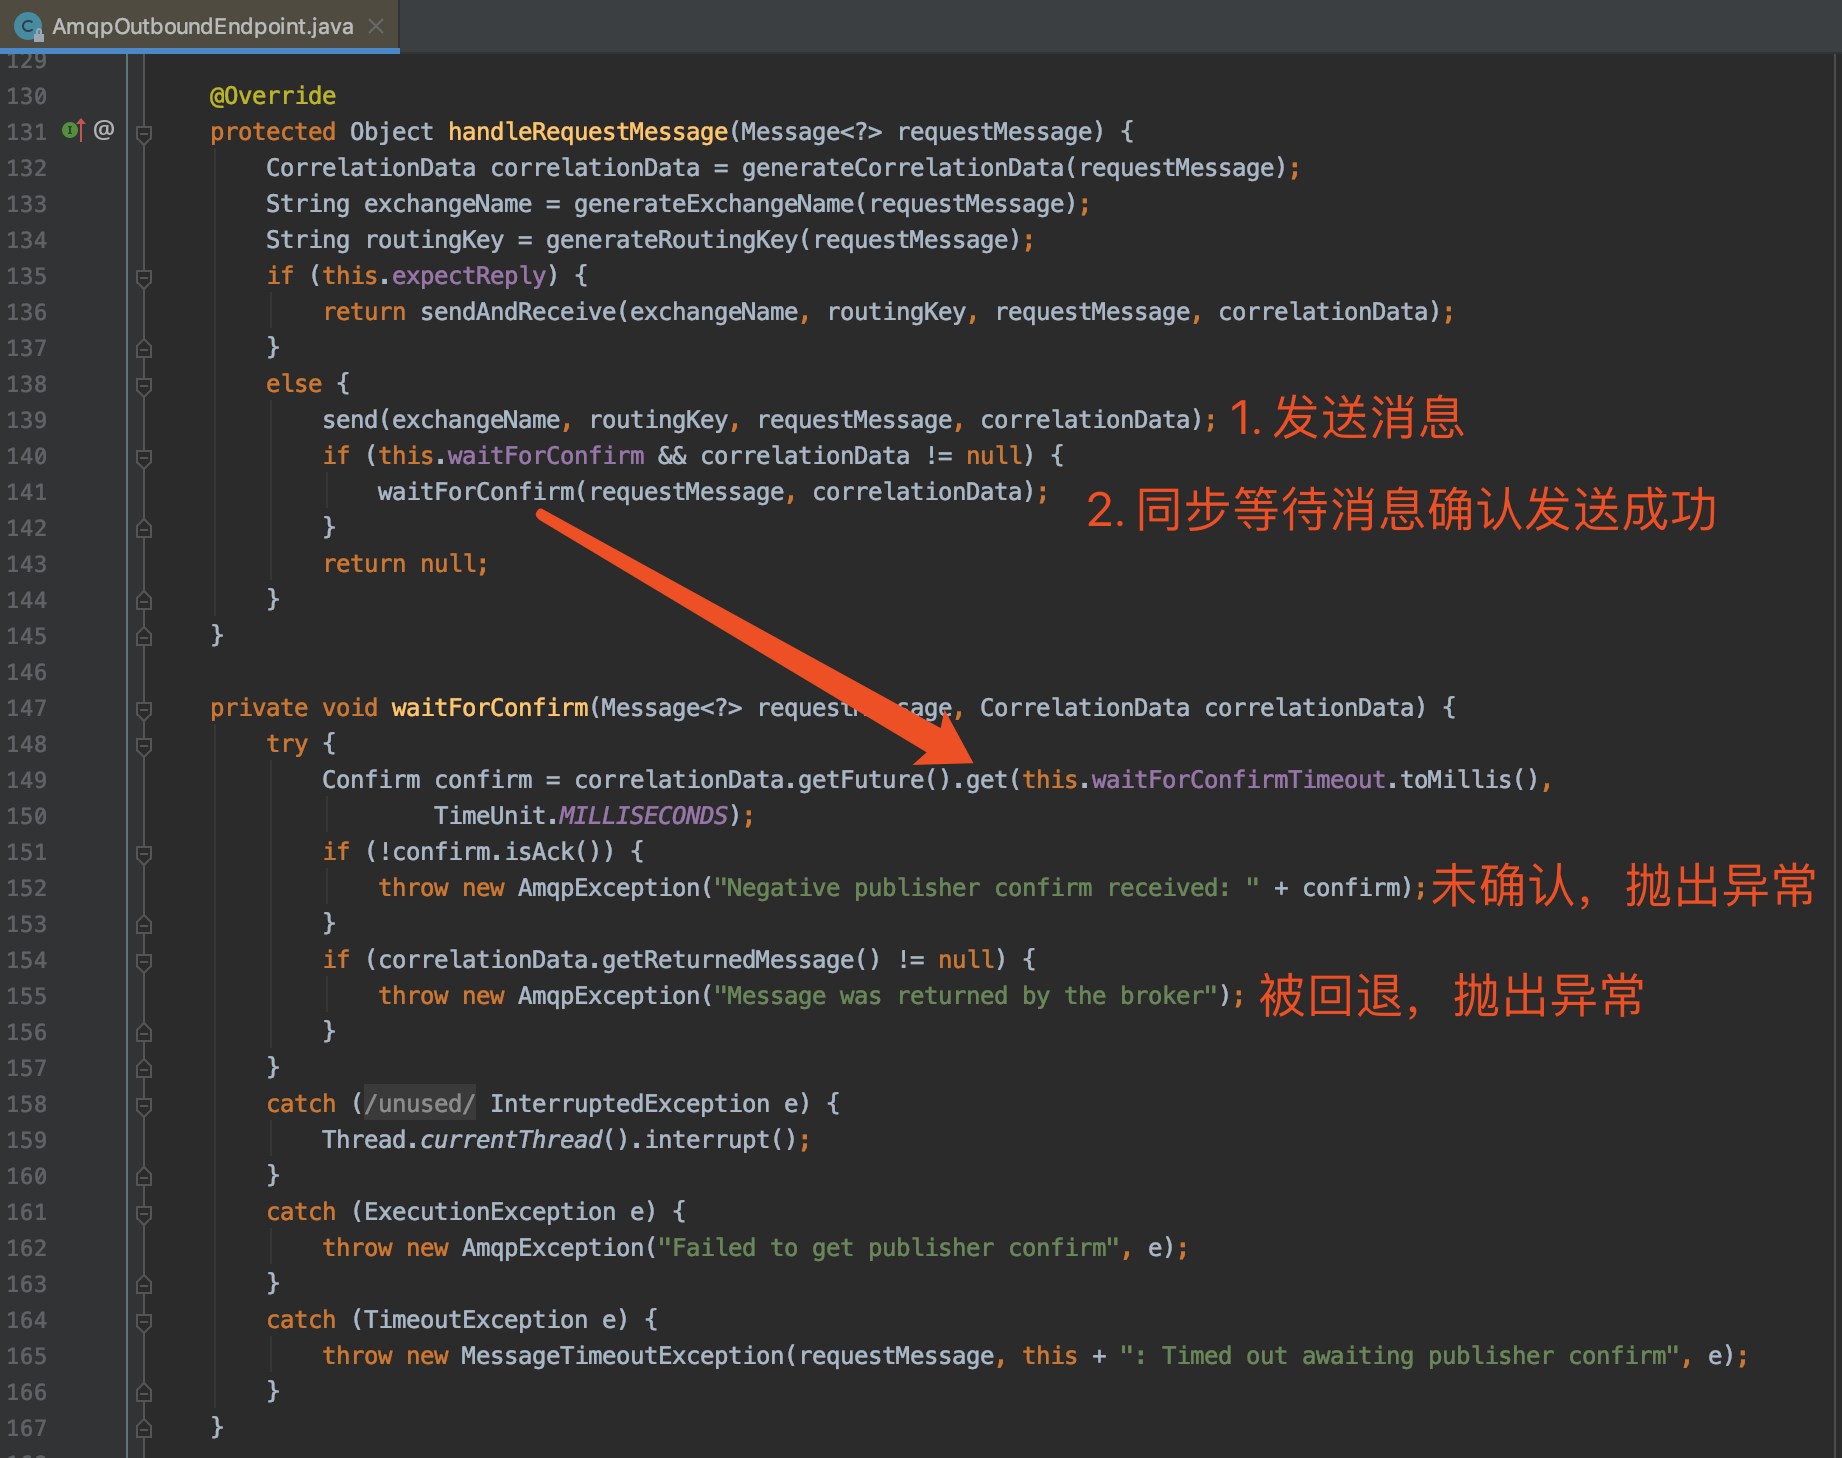 AmqpOutboundEndpoint.java
129
130 @Override
131 @ protected Object handleRequestMessage(Message<?> requestMessage) {
132 CorrelationData correlationData = generateCorrelationData(requestMessage);
133 String exchangeName = generateExchangeName(requestMessage);
134 String routingKey = generateRoutingKey(requestMessage);
135 if (this.expectReply) {
136 return sendAndReceive(exchangeName, routingKey, requestMessage, correlationData);
137 }
138 else {
139 send(exchangeName, routingKey, requestMessage, correlationData); 1. 发送消息
140 if (this.waitForConfirm && correlationData != null) {
141 waitForConfirm(requestMessage, correlationData); 2. 同步等待消息确认发送成功
142 }
143 return null;
144 }
145 }
146
147 private void waitForConfirm(Message<?> requestMessage, CorrelationData correlationData) {
148 try {
149 Confirm confirm = correlationData.getFuture().get(this.waitForConfirmTimeout.toMillis(),
150 TimeUnit.MILLISECONDS);
151 if (!confirm.isAck()) {
152 throw new AmqpException("Negative publisher confirm received: " + confirm); 未确认，抛出异常
153 }
154 if (correlationData.getReturnedMessage() != null) {
155 throw new AmqpException("Message was returned by the broker"); 被回退，抛出异常
156 }
157 }
158 catch (/unused/ InterruptedException e) {
159 Thread.currentThread().interrupt();
160 }
161 catch (ExecutionException e) {
162 throw new AmqpException("Failed to get publisher confirm", e);
163 }
164 catch (TimeoutException e) {
165 throw new MessageTimeoutException(requestMessage, this + ": Timed out awaiting publisher confirm", e);
166 }
167 }